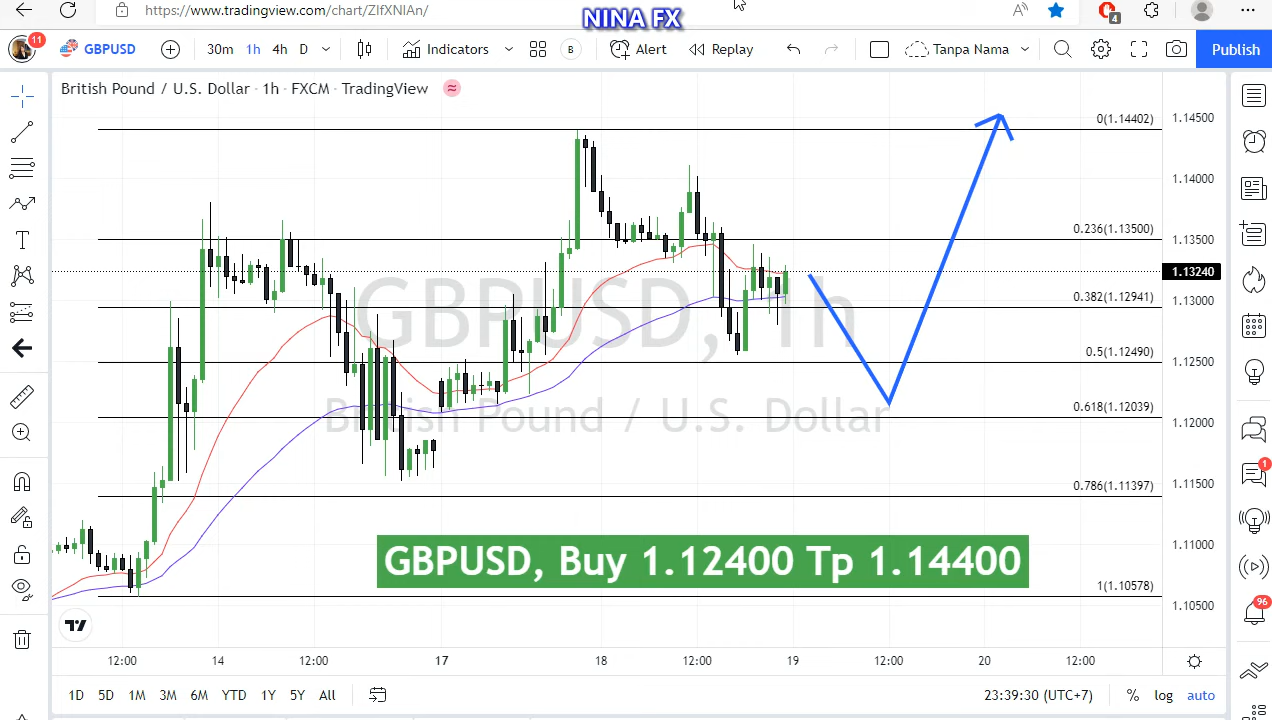 https://www.tradingview.com/chart/ZIfXNIAn/
NINA FX
A
4
11
GBPUSD
30m 1h 4h D
Indicators
B
Alert
Replay
Tanpa Nama
Publish
British Pound / U.S. Dollar · 1h · FXCM · TradingView
≈
0(1.14402)
1.14500
1.14000
0.236(1.13500)
1.13500
1.13240
0.382(1.12941)
1.13000
GBPUSD, 1h
0.5(1.12490)
1.12500
0.618(1.12039)
British Pound / U.S. Dollar
1.12000
0.786(1.11397)
1.11500
1
GBPUSD, Buy 1.12400 Tp 1.14400
1.11000
1(1.10578)
1.10500
96
12:00 14 12:00 17 18 12:00 19 12:00 20 12:00
1D 5D 1M 3M 6M YTD 1Y 5Y All
23:39:30 (UTC+7)
% log auto